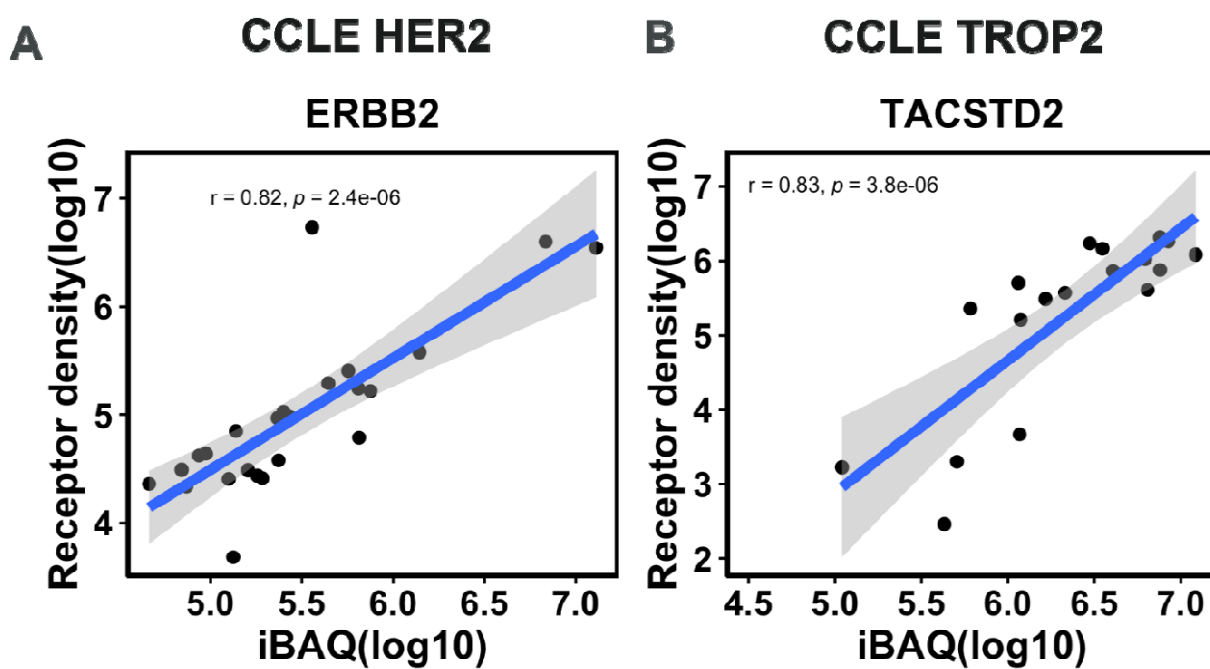 A
CCLE HER2
ERBB2
Receptor density(log10)
r = 0.82, p = 2.4e-06
7
6
5
4
5.0 5.5 6.0 6.5 7.0
iBAQ(log10)
B
CCLE TROP2
TACSTD2
Receptor density(log10)
r = 0.83, p = 3.8e-06
7
6
5
4
3
2
4.5 5.0 5.5 6.0 6.5 7.0
iBAQ(log10)